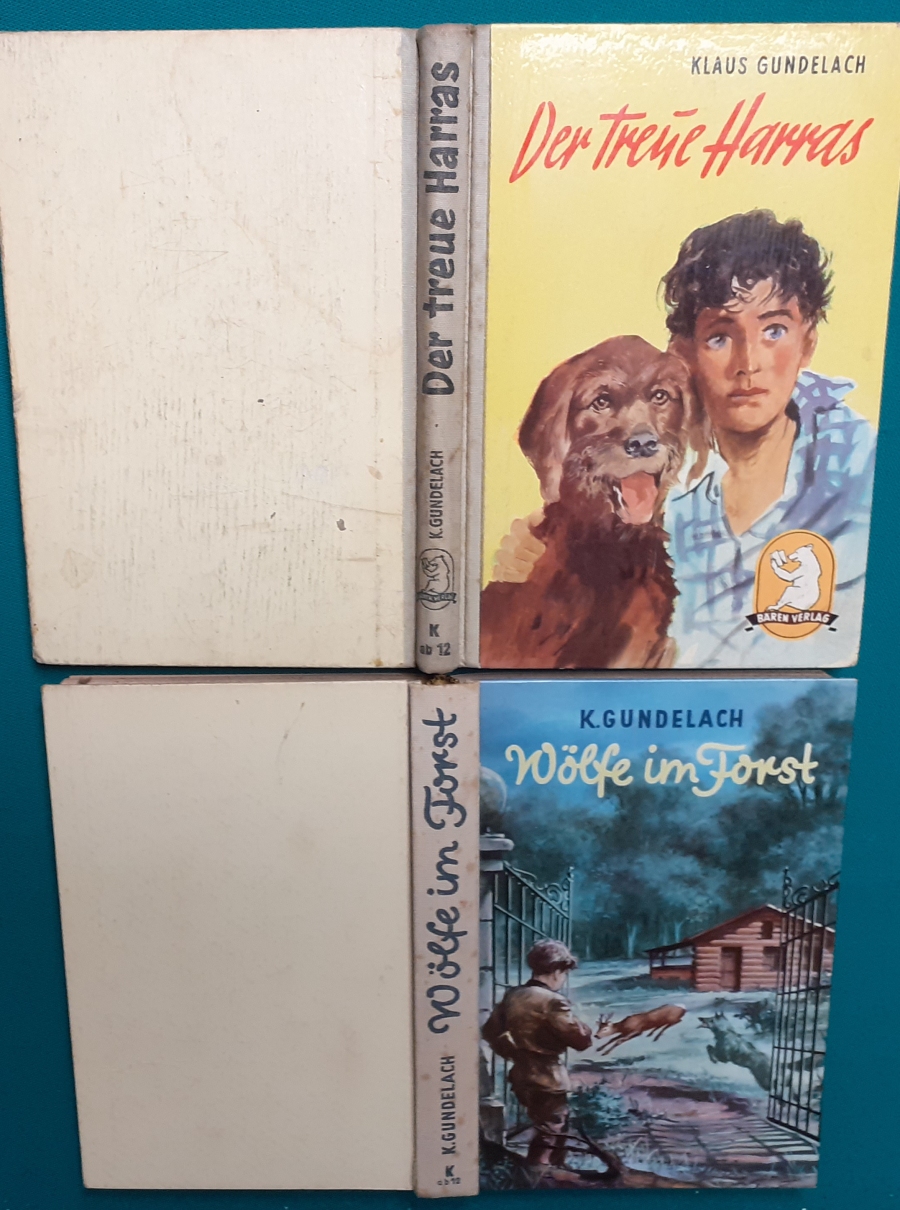 KLAUS GUNDELACH
Der treue Harras
BÄREN VERLAG
Der treue Harras
K. GUNDELACH
BÄREN VERLAG
K
ab 12
K. GUNDELACH
Wölfe im Forst
Wölfe im Forst
K. GUNDELACH
K
ab 12